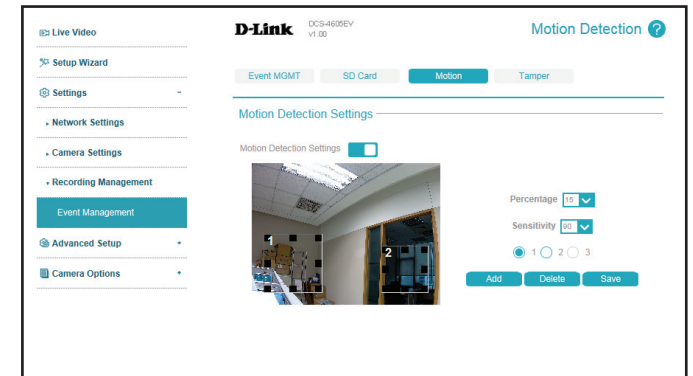 Live Video
Setup Wizard
Settings -
Network Settings
Camera Settings
Recording Management
Event Management
Advanced Setup +
Camera Options +
D-Link DCS-4605EV
v1.00
Motion Detection ?
Event MGMT SD Card Motion Tamper
Motion Detection Settings
Motion Detection Settings
1
2
Percentage 15
Sensitivity 90
1 2 3
Add Delete Save